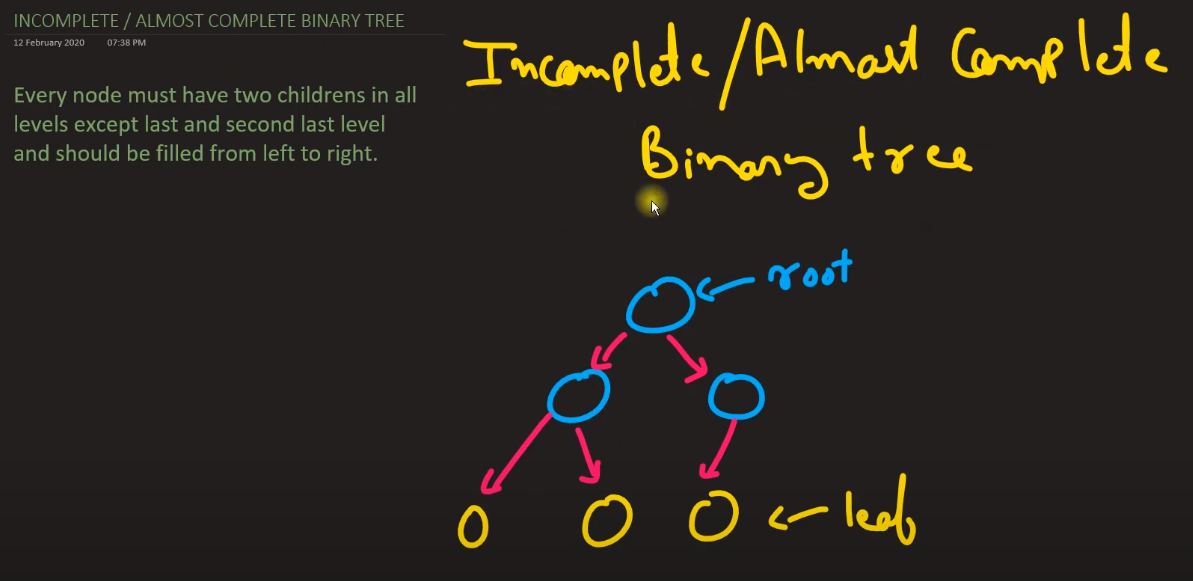 INCOMPLETE / ALMOST COMPLETE BINARY TREE
12 February 2020 07:38 PM
Every node must have two childrens in all
levels except last and second last level
and should be filled from left to right.
Incomplete/Almost Complete
Binary tree
root
leaf